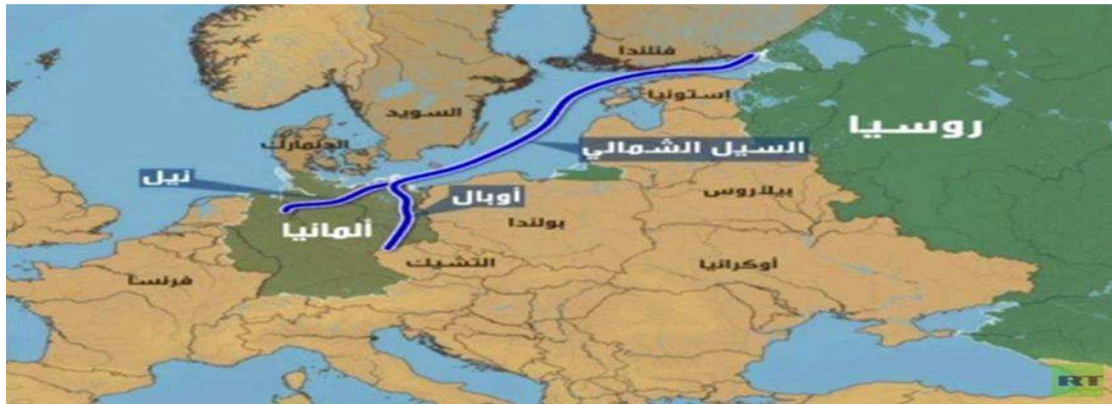 فنلندا
إستونيا
السويد
روسيا
السيل الشمالي
الدنمارك
نيل
أوبال
بيلاروس
بولندا
ألمانيا
التشيك
أوكرانيا
فرنسا
RT